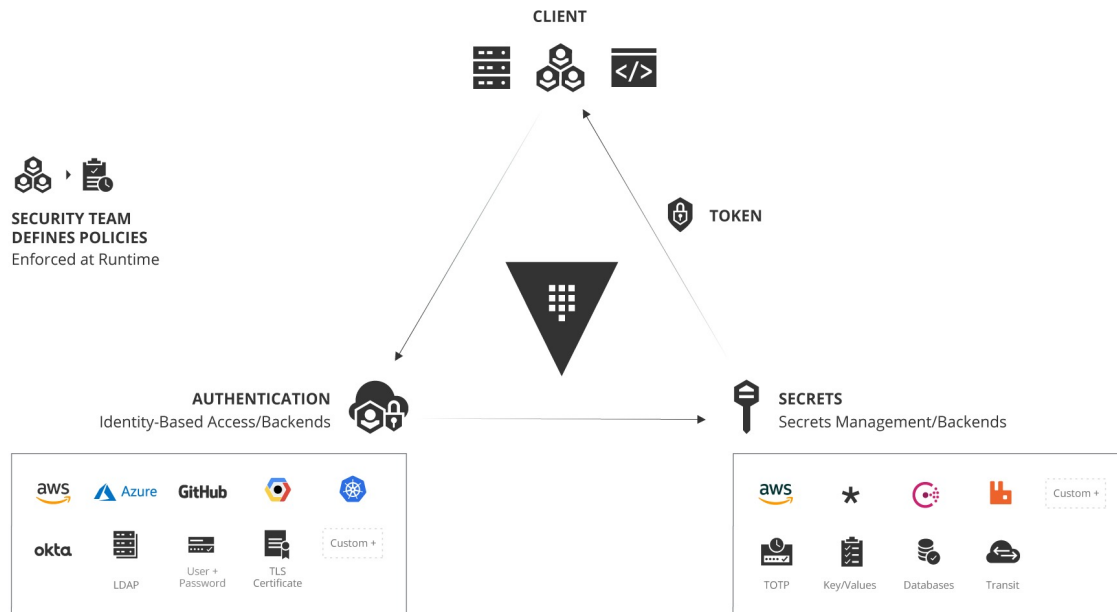 CLIENT
</>
SECURITY TEAM
DEFINES POLICIES
Enforced at Runtime
TOKEN
AUTHENTICATION
Identity-Based Access/Backends
SECRETS
Secrets Management/Backends
aws
Azure
GitHub
okta
LDAP
User +
Password
TLS
Certificate
Custom +
aws
*
Custom +
TOTP
Key/Values
Databases
Transit